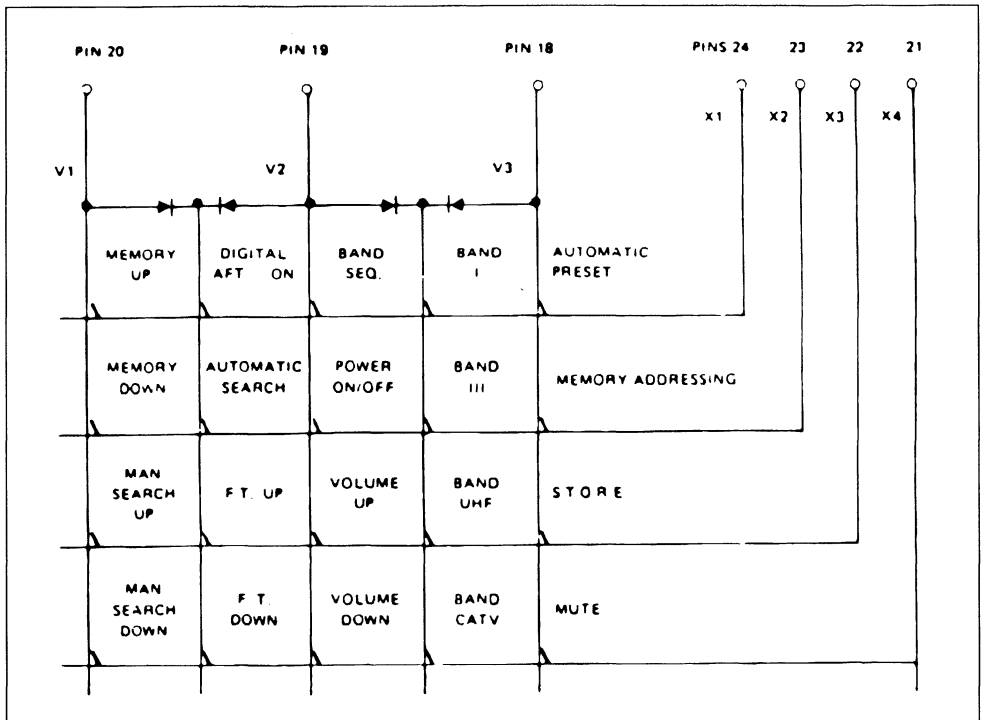 PIN 20 PIN 19 PIN 18 PINS 24 23 22 21
X1 X2 X3 X4
V1 V2 V3
MEMORY UP
DIGITAL AFT ON
BAND SEQ.
BAND I
AUTOMATIC PRESET
MEMORY DOWN
AUTOMATIC SEARCH
POWER ON/OFF
BAND III
MEMORY ADDRESSING
MAN SEARCH UP
F.T. UP
VOLUME UP
BAND UHF
STORE
MAN SEARCH DOWN
F.T. DOWN
VOLUME DOWN
BAND CATV
MUTE